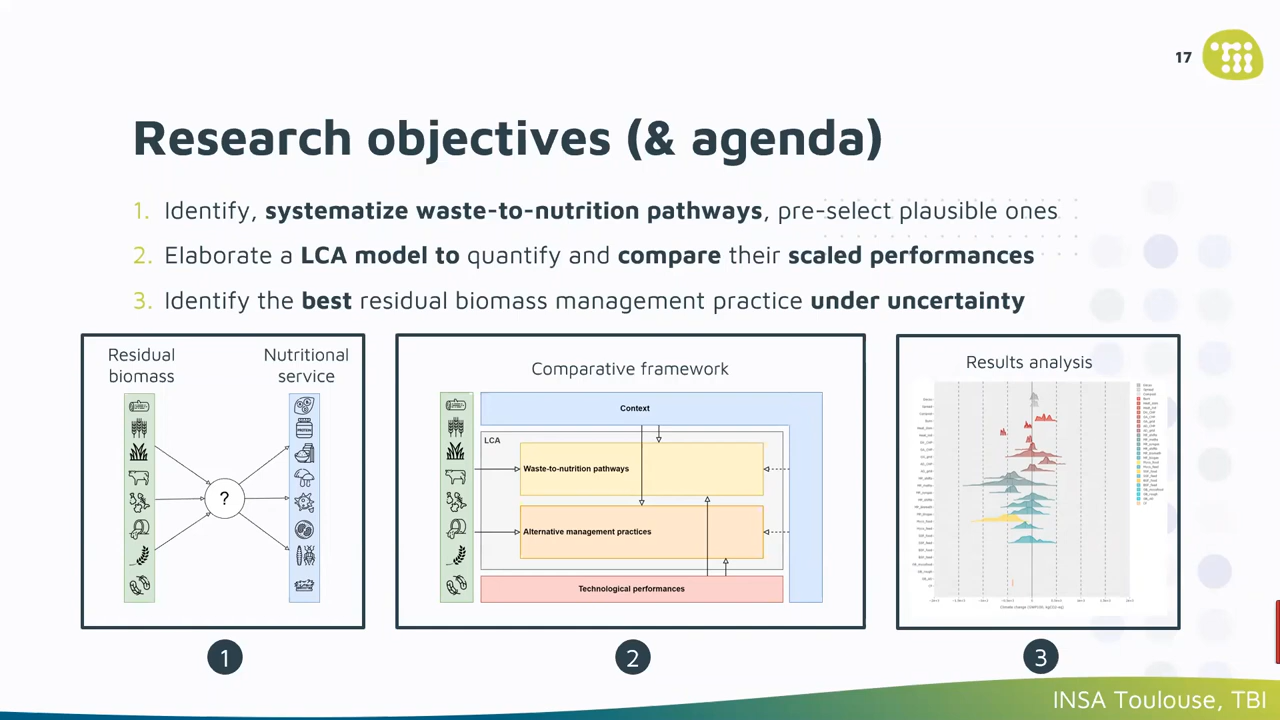 17
Research objectives (& agenda)
1. Identify, systematize waste-to-nutrition pathways, pre-select plausible ones
2. Elaborate a LCA model to quantify and compare their scaled performances
3. Identify the best residual biomass management practice under uncertainty
Residual
biomass
Nutritional
service
?
1
Comparative framework
Context
LCA
Waste-to-nutrition pathways
Alternative management practices
Technological performances
2
Results analysis
3
INSA Toulouse, TBI